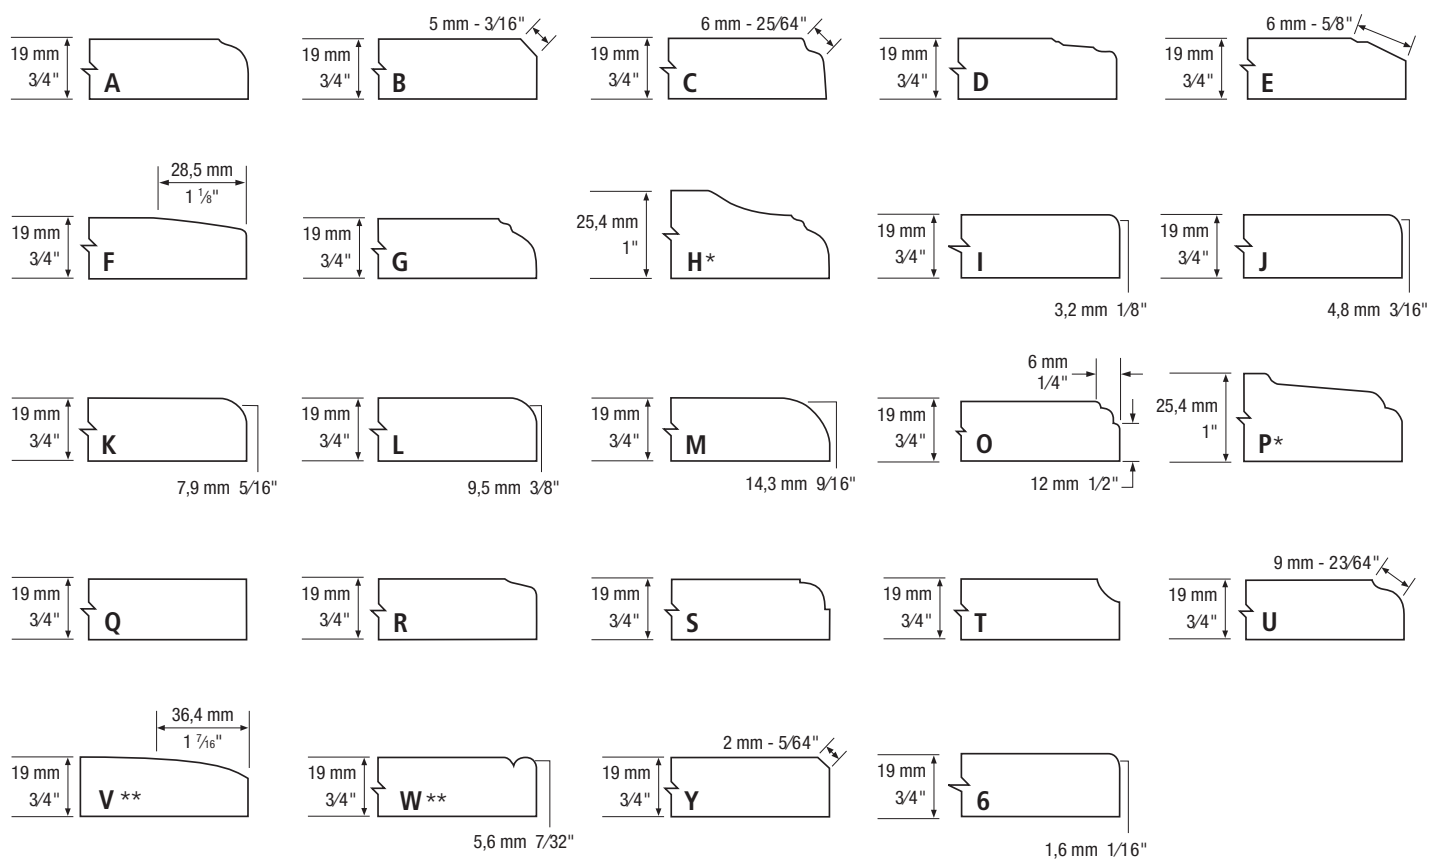 5 mm - 3/16"
19 mm
3/4"
A
19 mm
3/4"
B
6 mm - 25/64"
19 mm
3/4"
C
19 mm
3/4"
D
6 mm - 5/8"
19 mm
3/4"
E
28,5 mm
1 1/8"
19 mm
3/4"
F
19 mm
3/4"
G
25,4 mm
1"
H*
19 mm
3/4"
I
3,2 mm 1/8"
19 mm
3/4"
J
4,8 mm 3/16"
19 mm
3/4"
K
7,9 mm 5/16"
19 mm
3/4"
L
9,5 mm 3/8"
19 mm
3/4"
M
14,3 mm 9/16"
6 mm
1/4"
19 mm
3/4"
O
12 mm 1/2"
25,4 mm
1"
P*
19 mm
3/4"
Q
19 mm
3/4"
R
19 mm
3/4"
S
19 mm
3/4"
T
9 mm - 23/64"
19 mm
3/4"
U
36,4 mm
1 7/16"
19 mm
3/4"
V **
19 mm
3/4"
W**
5,6 mm 7/32"
2 mm - 5/64"
19 mm
3/4"
Y
19 mm
3/4"
6
1,6 mm 1/16"